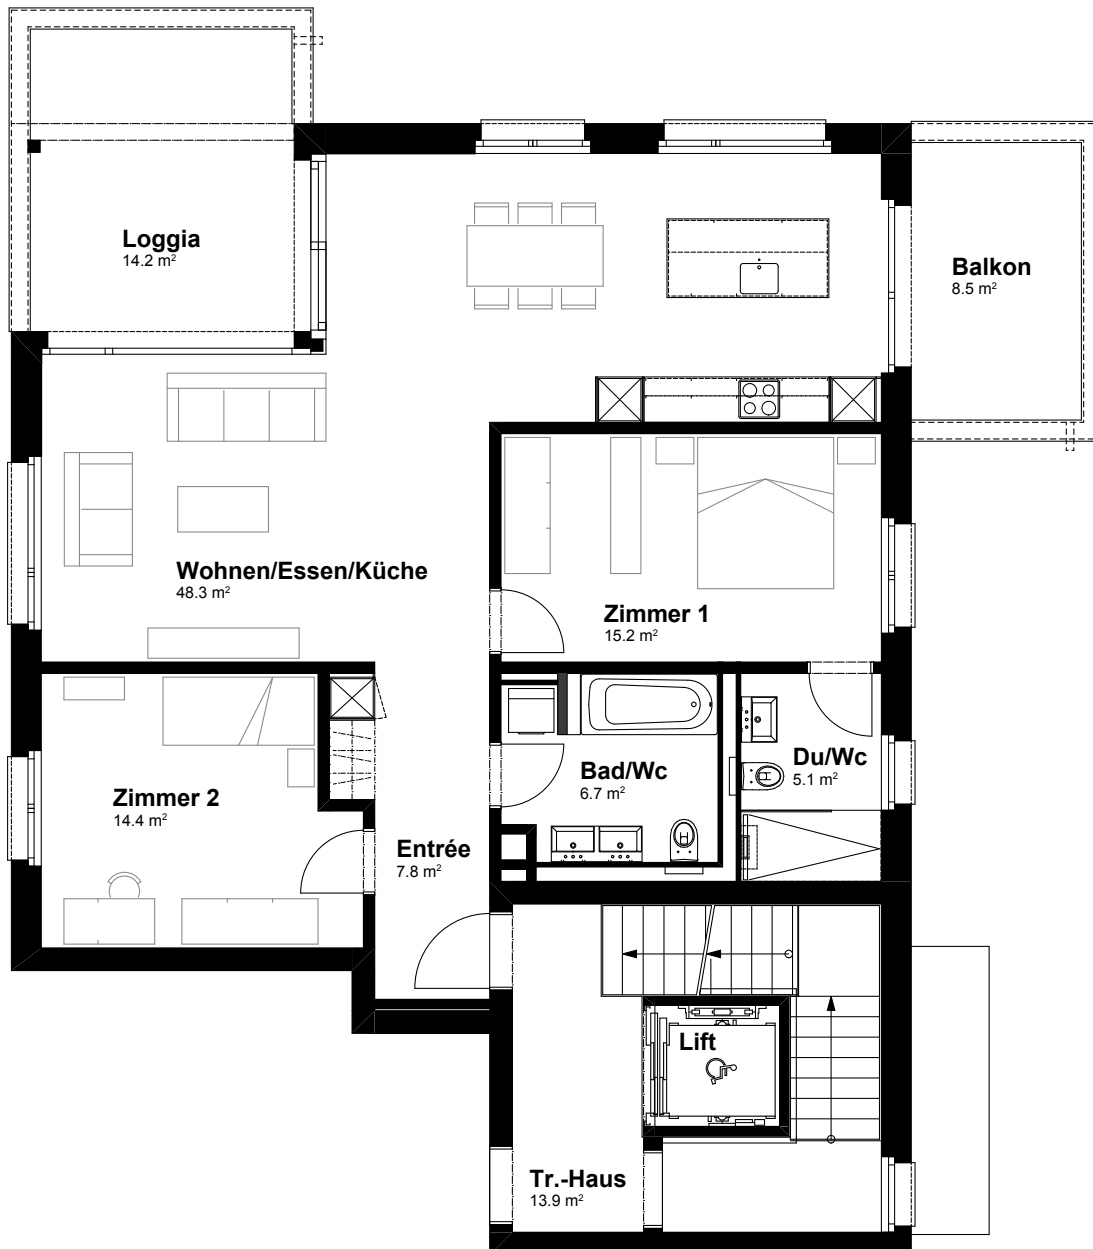 Loggia
14.2 m²
Balkon
8.5 m²
Wohnen/Essen/Küche
48.3 m²
Zimmer 1
15.2 m²
Zimmer 2
14.4 m²
Bad/Wc
6.7 m²
Du/Wc
5.1 m²
Entrée
7.8 m²
Lift
Tr.-Haus
13.9 m²